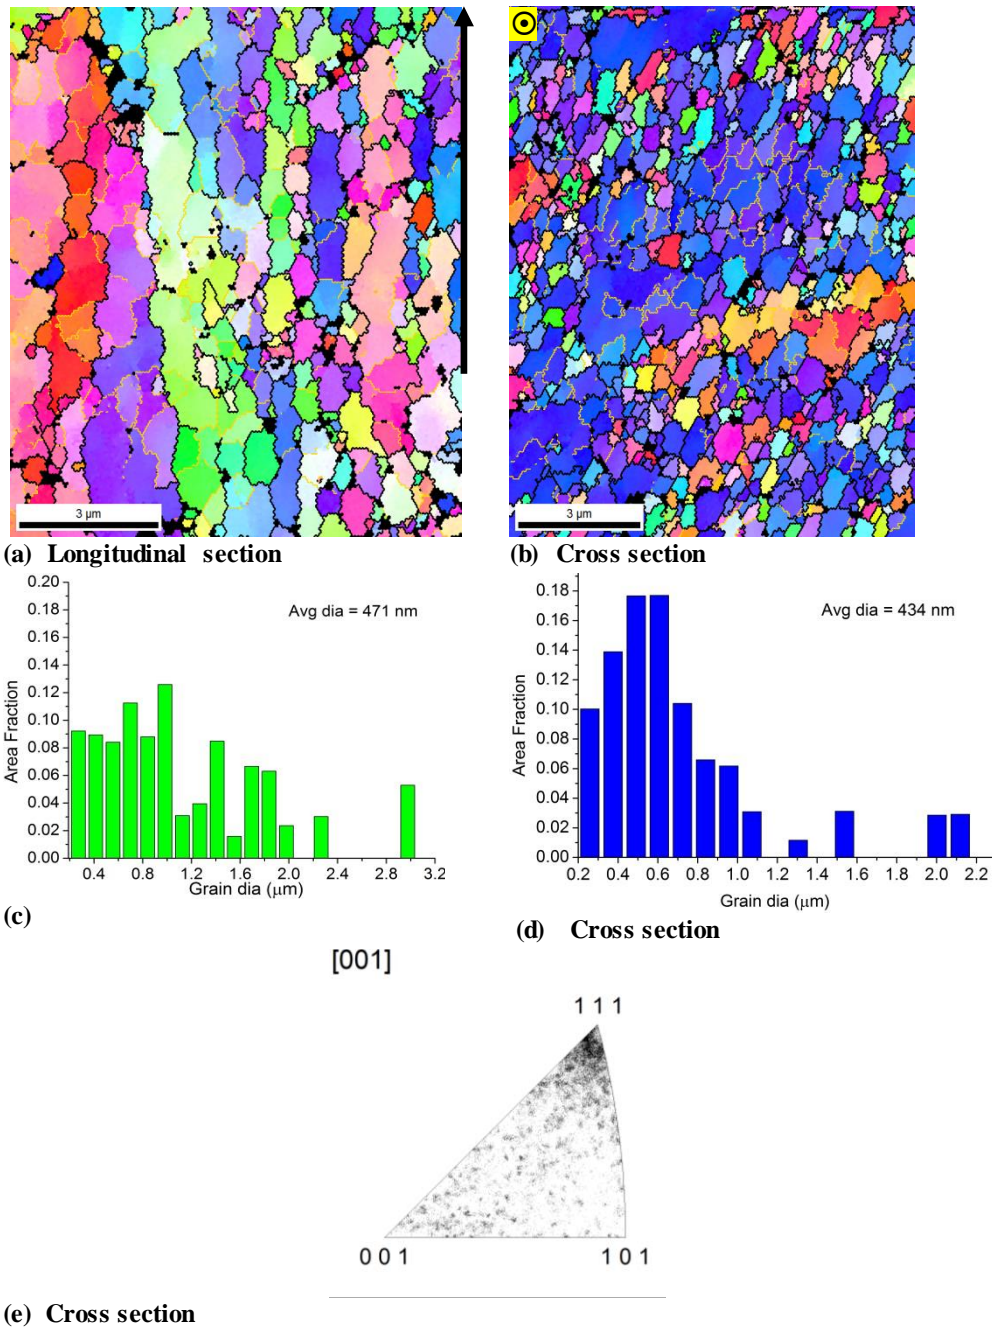 3 µm
3 µm
(a) Longitudinal section
(b) Cross section
0.20
0.18
0.16
0.14
0.12
0.10
0.08
0.06
0.04
0.02
0.00
Area Fraction
Avg dia = 471 nm
0.4 0.8 1.2 1.6 2.0 2.4 2.8 3.2
Grain dia (µm)
(c)
0.18
0.16
0.14
0.12
0.10
0.08
0.06
0.04
0.02
0.00
Area Fraction
Avg dia = 434 nm
0.2 0.4 0.6 0.8 1.0 1.2 1.4 1.6 1.8 2.0 2.2
Grain dia (µm)
(d) Cross section
[001]
1 1 1
0 0 1
1 0 1
(e) Cross section